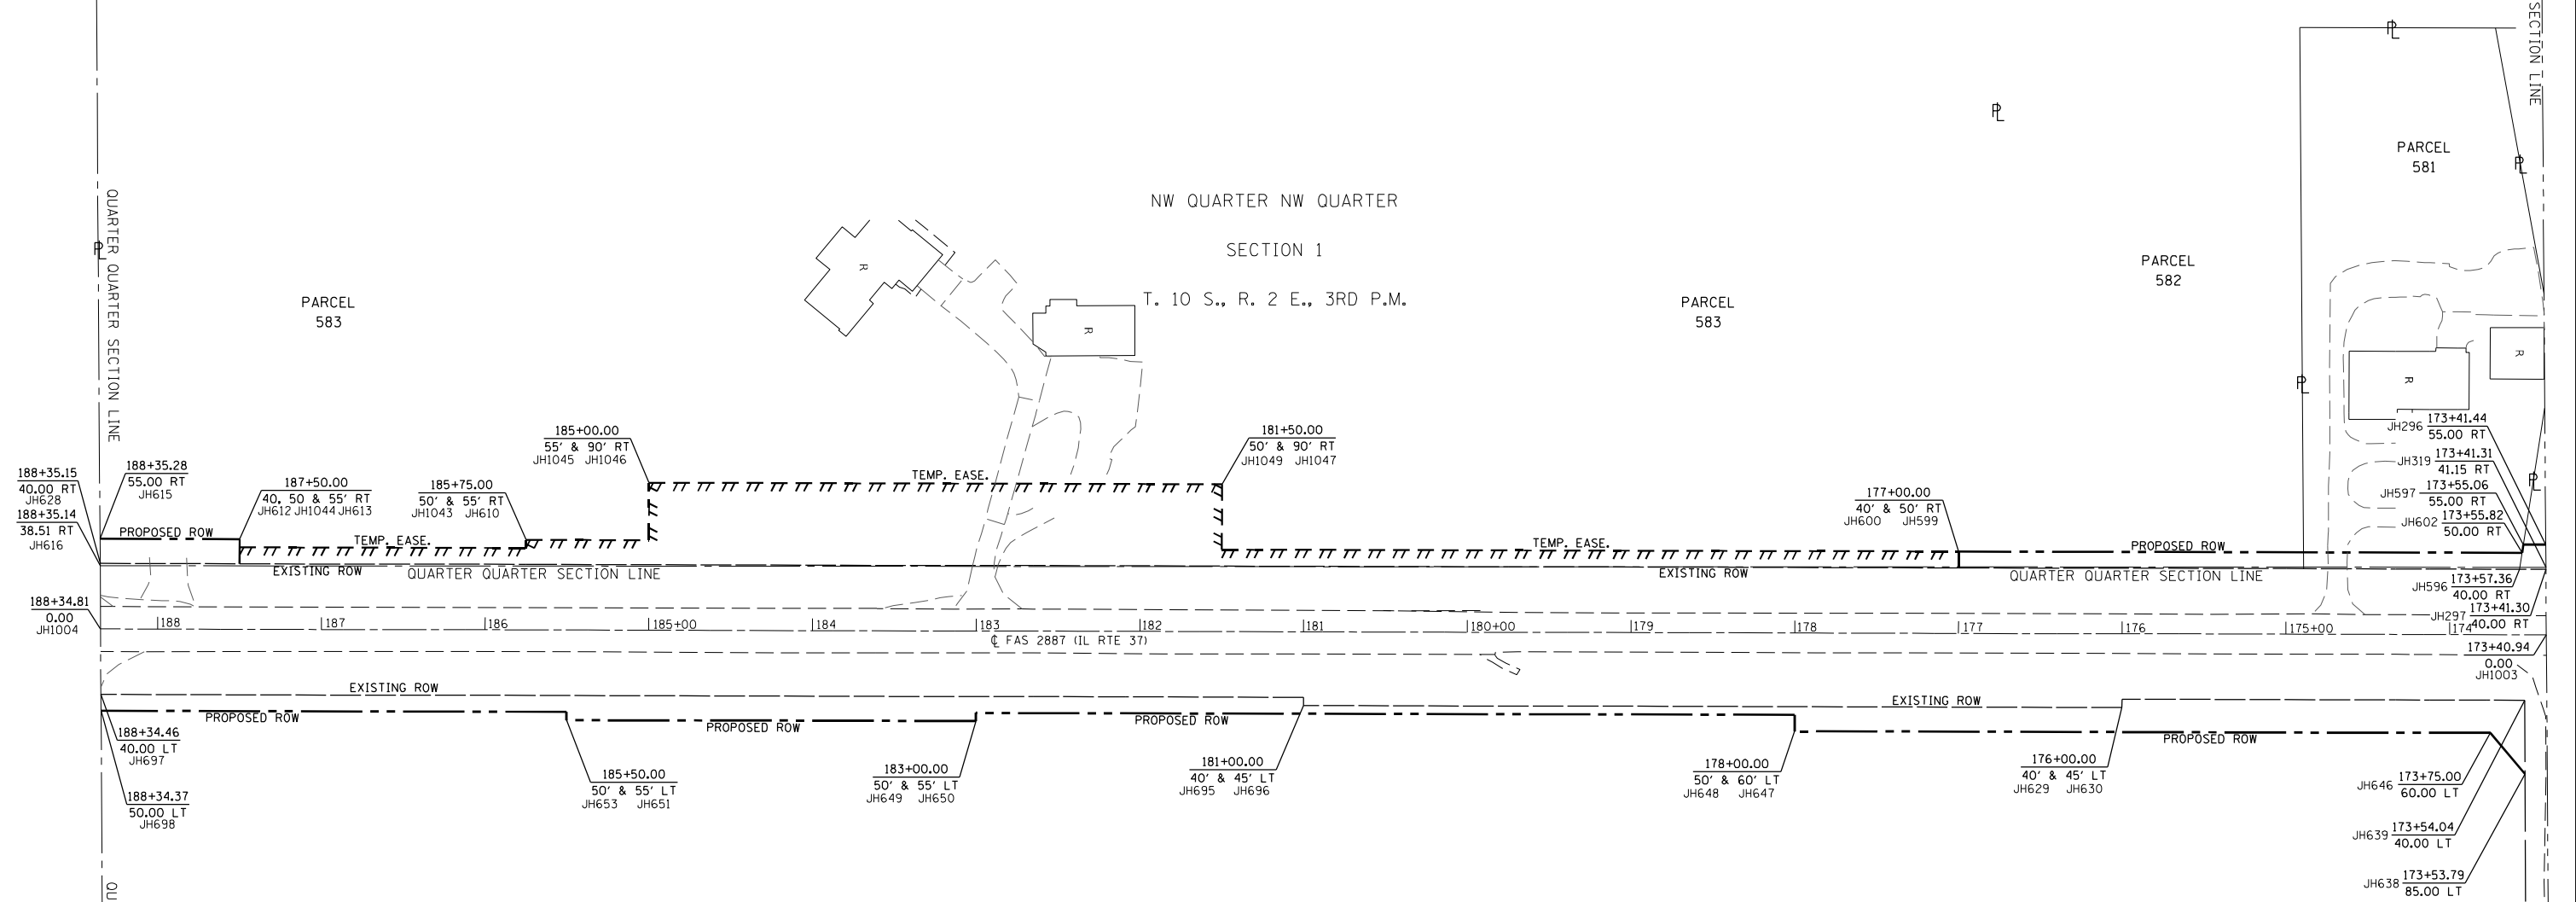 SECTION LINE
PL
PL
PARCEL
581
PL
QUARTER QUARTER SECTION LINE
NW QUARTER NW QUARTER
SECTION 1
T. 10 S., R. 2 E., 3RD P.M.
PL
PARCEL
582
PARCEL
583
PARCEL
583
R
R
R
R
PL
PL
188+35.15
40.00 RT
JH628
188+35.14
38.51 RT
JH616
188+35.28
55.00 RT
JH615
187+50.00
40, 50 & 55' RT
JH612 JH1044 JH613
185+75.00
50' & 55' RT
JH1043 JH610
185+00.00
55' & 90' RT
JH1045 JH1046
181+50.00
50' & 90' RT
JH1049 JH1047
177+00.00
40' & 50' RT
JH600 JH599
JH296 173+41.44
55.00 RT
JH319 173+41.31
41.15 RT
JH597 173+55.06
55.00 RT
JH602 173+55.82
50.00 RT
TEMP. EASE.
PROPOSED ROW
TEMP. EASE.
TEMP. EASE.
PROPOSED ROW
EXISTING ROW
QUARTER QUARTER SECTION LINE
EXISTING ROW
QUARTER QUARTER SECTION LINE
JH596 173+57.36
40.00 RT
JH297 173+41.30
40.00 RT
188+34.81
0.00
JH1004
188 187 186 185+00 184 183 182 181 180+00 179 178 177 176 175+00 174
CL FAS 2887 (IL RTE 37)
173+40.94
0.00
JH1003
EXISTING ROW
EXISTING ROW
PROPOSED ROW
PROPOSED ROW
PROPOSED ROW
PROPOSED ROW
188+34.46
40.00 LT
JH697
188+34.37
50.00 LT
JH698
185+50.00
50' & 55' LT
JH653 JH651
183+00.00
50' & 55' LT
JH649 JH650
181+00.00
40' & 45' LT
JH695 JH696
178+00.00
50' & 60' LT
JH648 JH647
176+00.00
40' & 45' LT
JH629 JH630
JH646 173+75.00
60.00 LT
JH639 173+54.04
40.00 LT
JH638 173+53.79
85.00 LT
QU